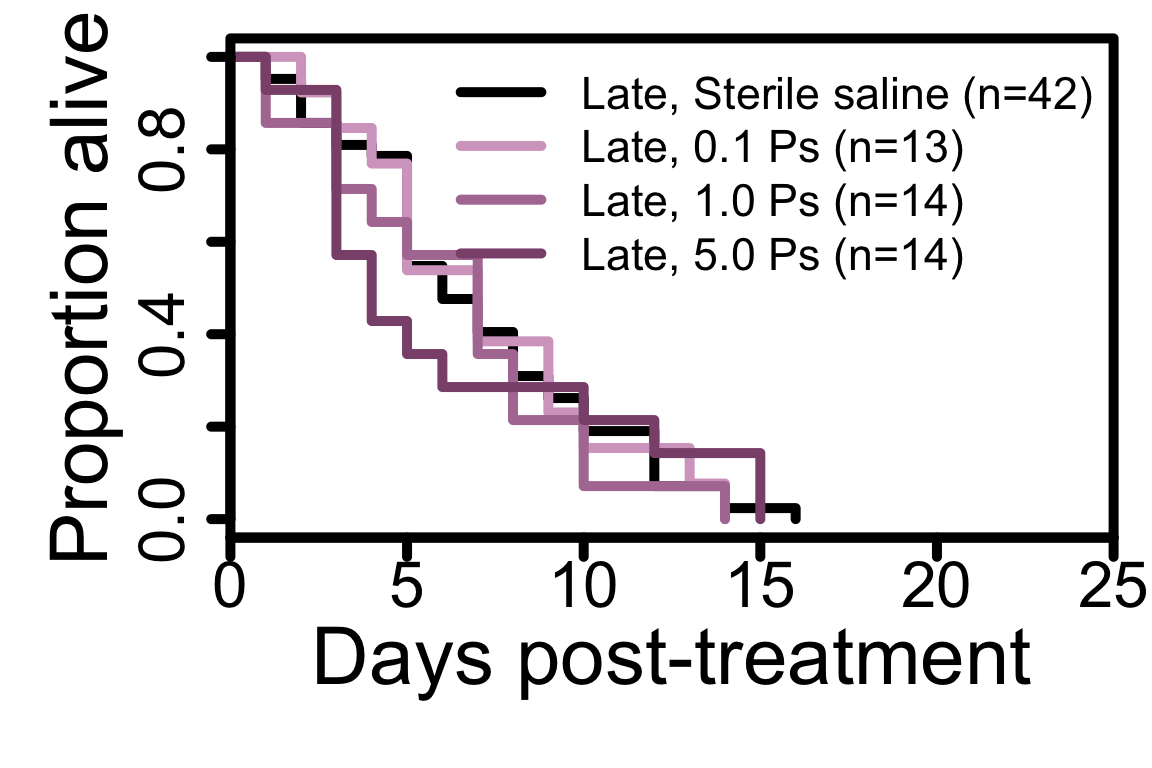 Proportion alive
0.8
0.4
0.0
Late, Sterile saline (n=42)
Late, 0.1 Ps (n=13)
Late, 1.0 Ps (n=14)
Late, 5.0 Ps (n=14)
0 5 10 15 20 25
Days post-treatment